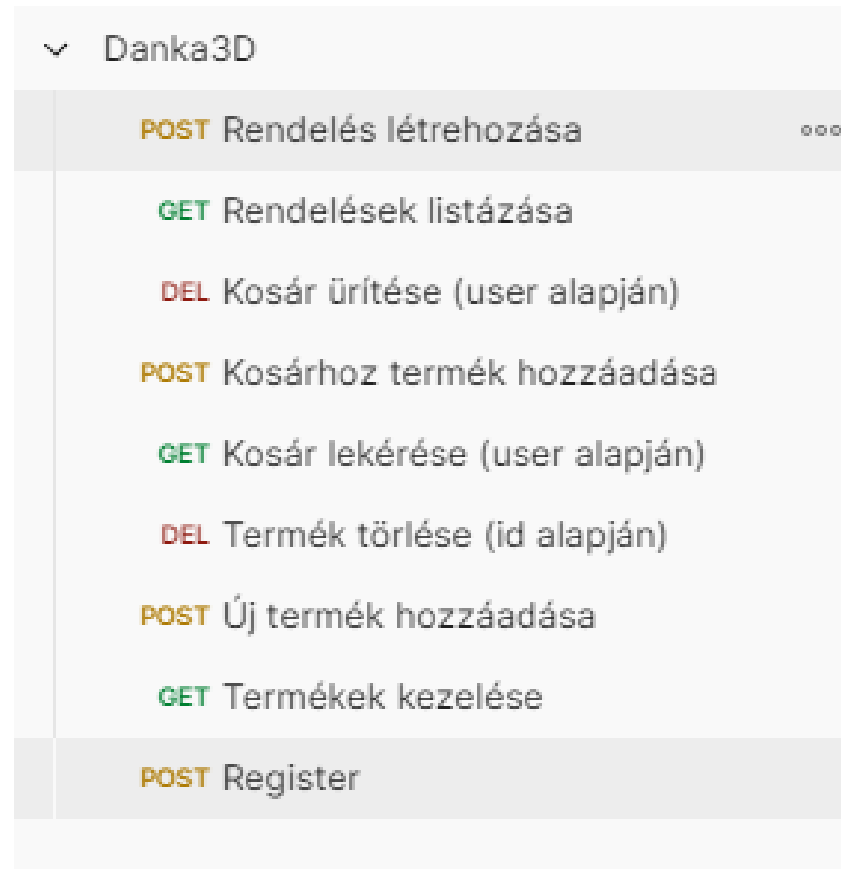 Danka3D
POST Rendelés létrehozása
GET Rendelések listázása
DEL Kosár ürítése (user alapján)
POST Kosárhoz termék hozzáadása
GET Kosár lekérése (user alapján)
DEL Termék törlése (id alapján)
POST Új termék hozzáadása
GET Termékek kezelése
POST Register